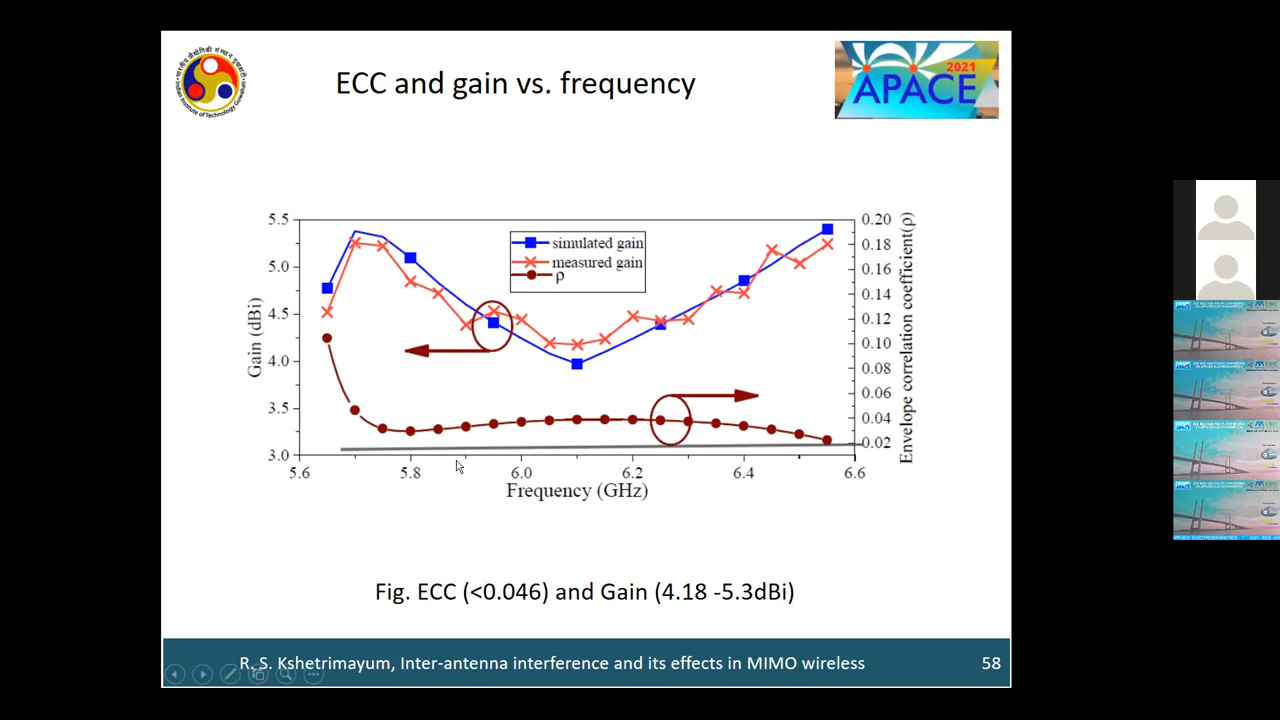 ECC and gain vs. frequency
2021
APACE
5.5
5.0
4.5
4.0
3.5
3.0
Gain (dBi)
simulated gain
measured gain
ρ
0.20
0.18
0.16
0.14
0.12
0.10
0.08
0.06
0.04
0.02
Envelope correlation coefficient(ρ)
5.6 5.8 6.0 6.2 6.4 6.6
Frequency (GHz)
Fig. ECC (<0.046) and Gain (4.18 -5.3dBi)
R. S. Kshetrimayum, Inter-antenna interference and its effects in MIMO wireless 58